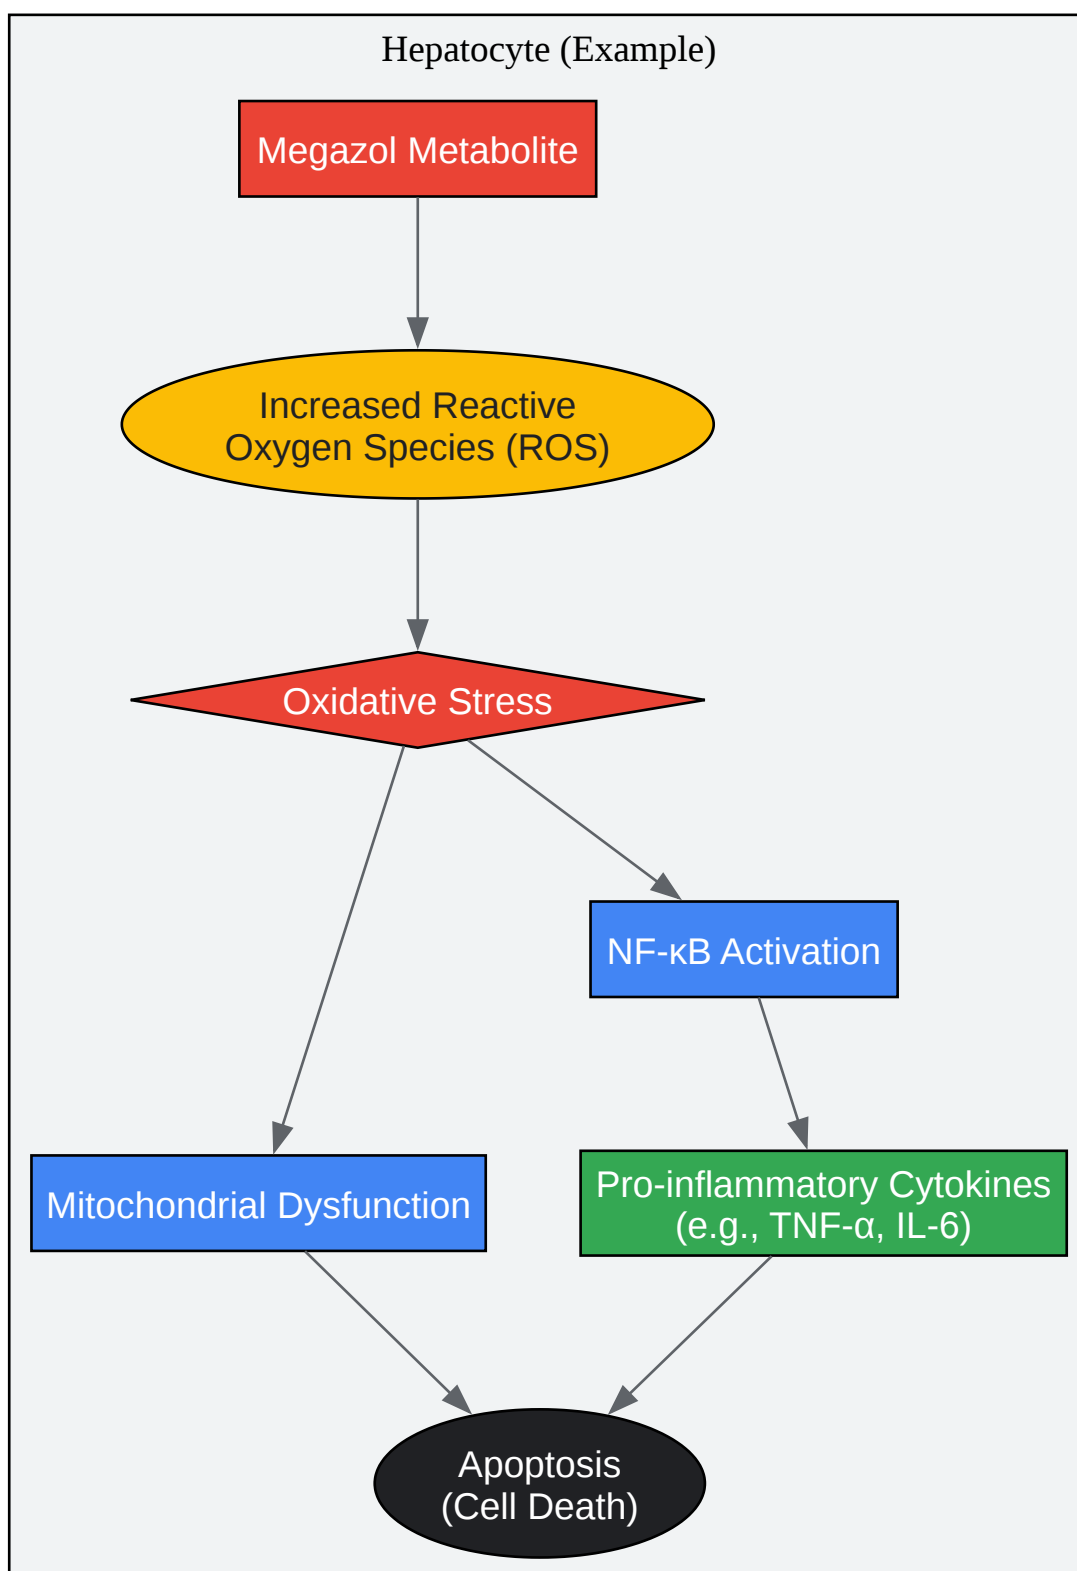 Hepatocyte (Example)
Megazol Metabolite
Increased Reactive
Oxygen Species (ROS)
Oxidative Stress
NF-κB Activation
Mitochondrial Dysfunction
Pro-inflammatory Cytokines
(e.g., TNF-α, IL-6)
Apoptosis
(Cell Death)